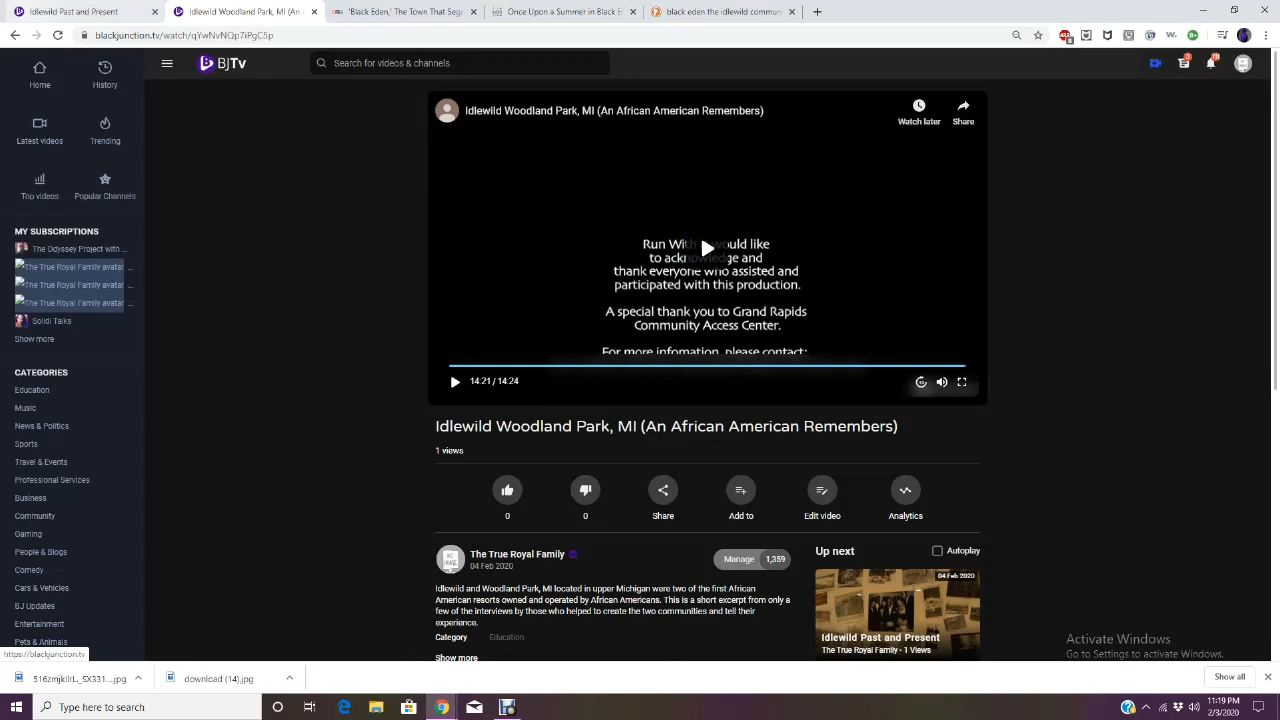 Idlewild Past and Present
Idlewild Woodland Park, MI (An A
'Black Eden,' The Town That Seg
Once Upon a Summer in Black E
black eden the idlewild commun
blackjunction.tv/watch/qYwNvNQp7iPgC5p
BJTv
Search for videos & channels
Home
History
Latest videos
Trending
Top videos
Popular Channels
MY SUBSCRIPTIONS
The Odyssey Project with ...
The True Royal Family avatar ...
The True Royal Family avatar ...
The True Royal Family avatar ...
Solidi Talks
Show more
CATEGORIES
Education
Music
News & Politics
Sports
Travel & Events
Professional Services
Business
Community
Gaming
People & Blogs
Comedy
Cars & Vehicles
BJ Updates
Entertainment
Pets & Animals
https://blackjunction.tv
Idlewild Woodland Park, MI (An African American Remembers)
Watch later
Share
Run With would like
to acknowledge and
thank everyone who assisted and
participated with this production.
A special thank you to Grand Rapids
Community Access Center.
For more infomation, please contact:
14:21 / 14:24
Idlewild Woodland Park, MI (An African American Remembers)
1 views
0
0
Share
Add to
Edit video
Analytics
The True Royal Family
04 Feb 2020
Manage 1,359
Idlewild and Woodland Park, MI located in upper Michigan were two of the first African
American resorts owned and operated by African Americans. This is a short excerpt from only a
few of the interviews by those who helped to create the two communities and tell their
experience.
Category Education
Show more
Up next
Autoplay
04 Feb 2020
Idlewild Past and Present
The True Royal Family - 1 Views
Activate Windows
Go to Settings to activate Windows.
516zmjkIlrL._SX331....jpg
download (14).jpg
Show all
Type here to search
11:19 PM
2/3/2020